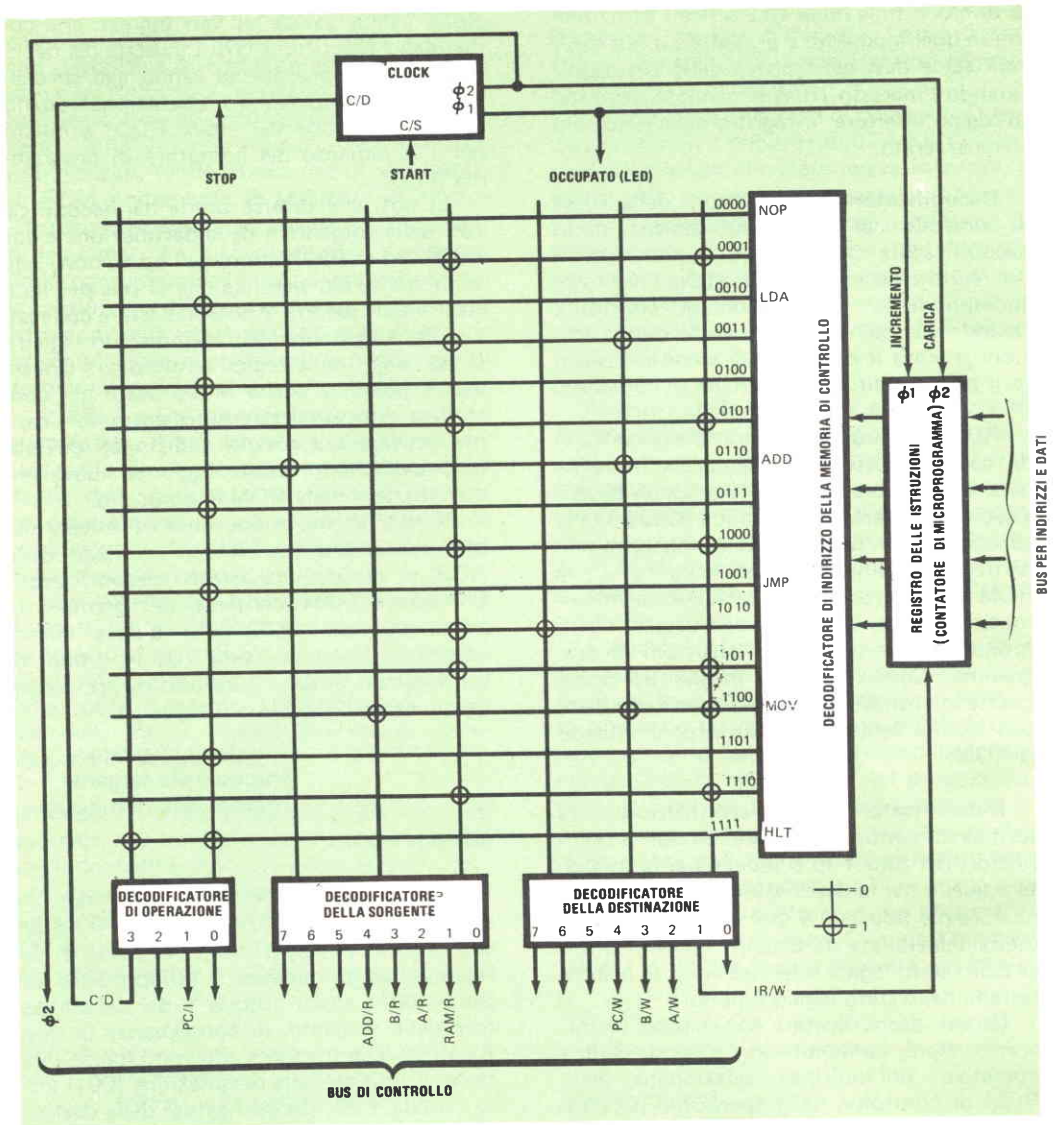 CLOCK
C/D
ϕ2
ϕ1
C/S
STOP
START
OCCUPATO (LED)
INCREMENTO
CARICA
0000
NOP
0001
0010
LDA
0011
0100
0101
0110
ADD
0111
1000
1001
JMP
1010
1011
1100
MOV
1101
1110
1111
HLT
DECODIFICATORE DI INDIRIZZO DELLA MEMORIA DI CONTROLLO
ϕ1 ϕ2
REGISTRO DELLE ISTRUZIONI
(CONTATORE DI MICROPROGRAMMA)
BUS PER INDIRIZZI E DATI
DECODIFICATORE
DI OPERAZIONE
3 2 1 0
DECODIFICATORE
DELLA SORGENTE
7 6 5 4 3 2 1 0
DECODIFICATORE
DELLA DESTINAZIONE
7 6 5 4 3 2 1 0
=0
=1
ϕ2
C/D
PC/I
ADD/R
B/R
A/R
RAM/R
PC/W
B/W
A/W
IR/W
BUS DI CONTROLLO